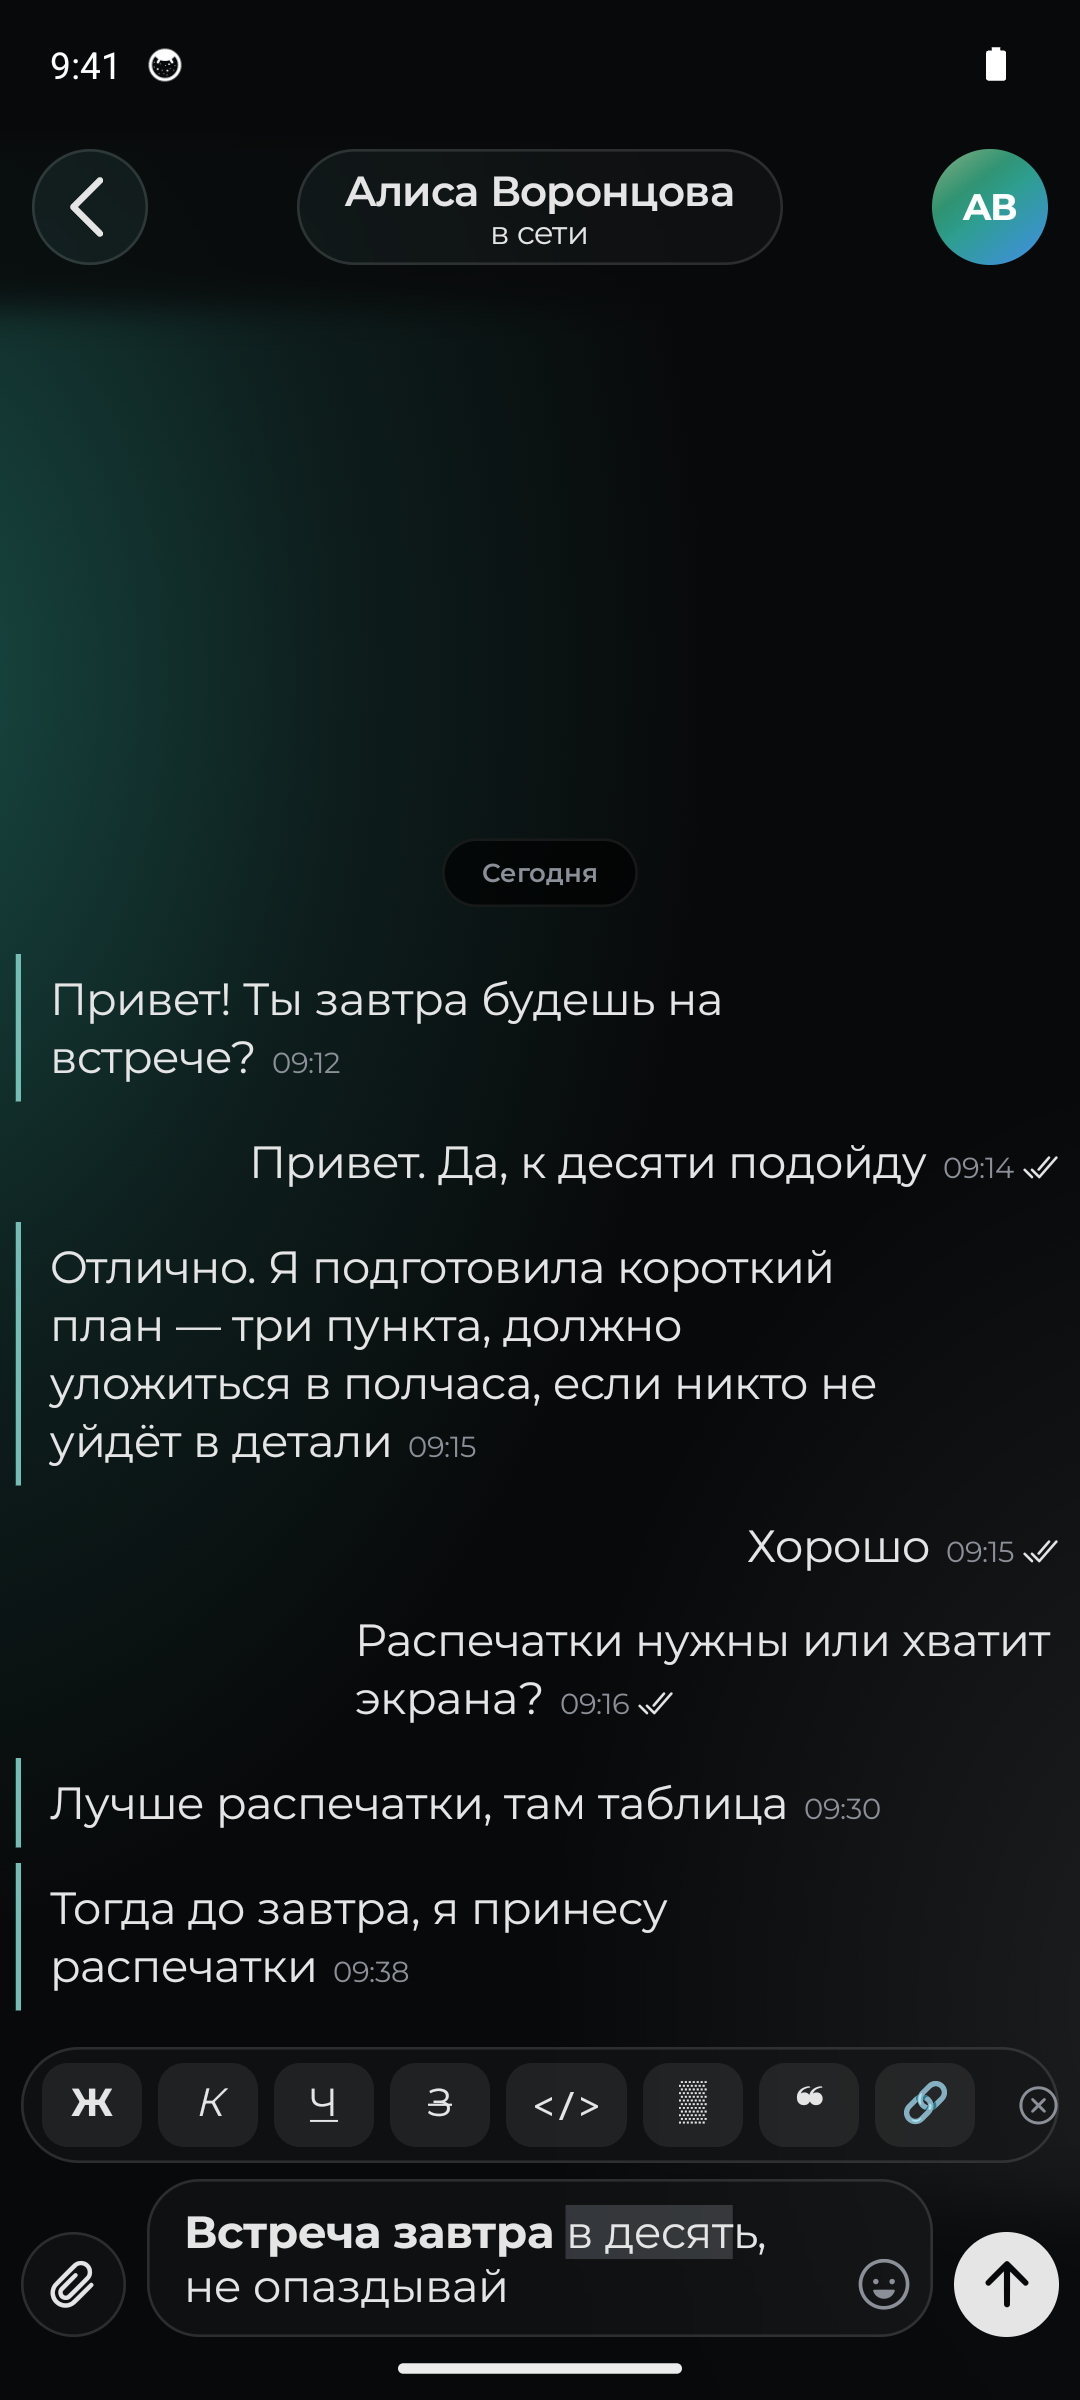 9:41
Алиса Воронцова
в сети
АВ
Сегодня
Привет! Ты завтра будешь на
встрече? 09:12
Привет. Да, к десяти подойду 09:14
Отлично. Я подготовила короткий
план — три пункта, должно
уложиться в полчаса, если никто не
уйдёт в детали 09:15
Хорошо 09:15
Распечатки нужны или хватит
экрана? 09:16
Лучше распечатки, там таблица 09:30
Тогда до завтра, я принесу
распечатки 09:38
Ж К Ч З </> ▒ ❝ 🔗
Встреча завтра в десять,
не опаздывай